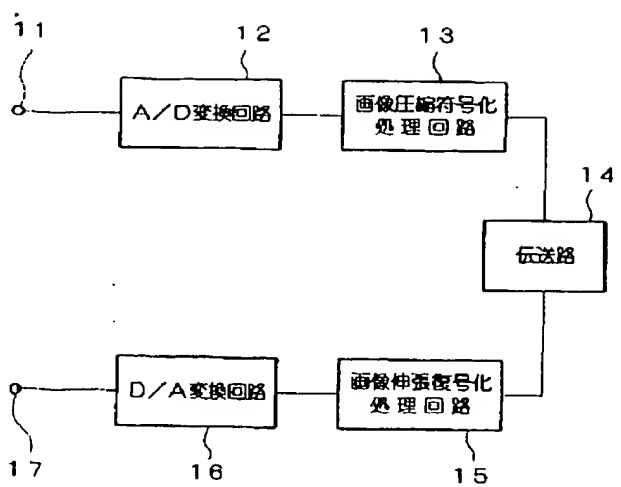 11
12
13
A/D変換回路
画像圧縮符号化
処理回路
14
伝送路
D/A変換回路
画像伸張復号化
処理回路
17
16
15